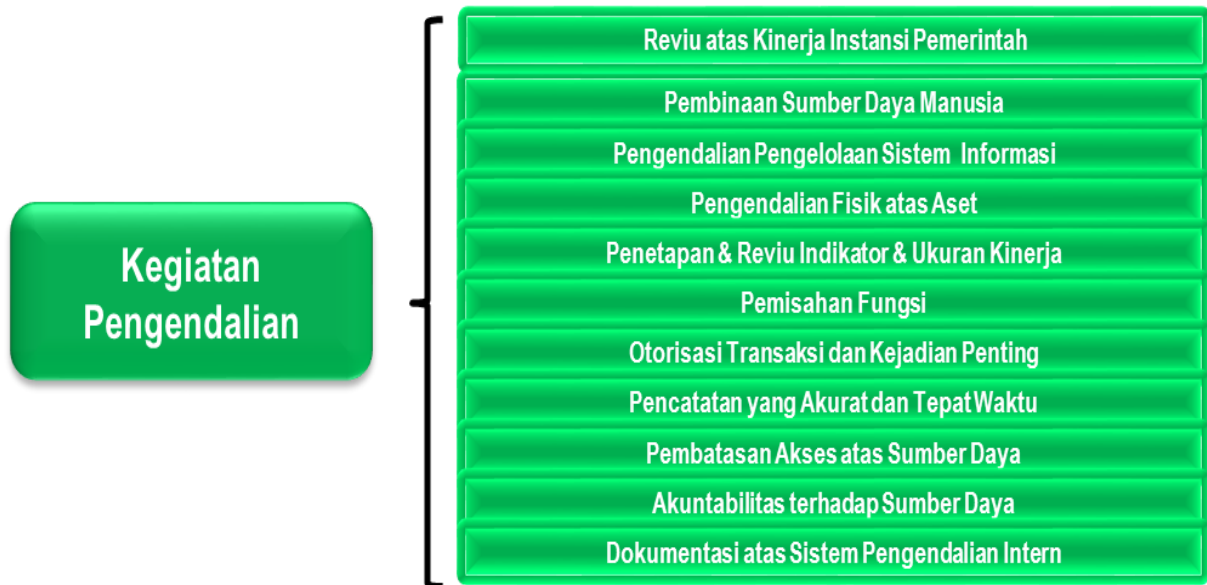 Kegiatan
Pengendalian
Reviu atas Kinerja Instansi Pemerintah
Pembinaan Sumber Daya Manusia
Pengendalian Pengelolaan Sistem Informasi
Pengendalian Fisik atas Aset
Penetapan & Reviu Indikator & Ukuran Kinerja
Pemisahan Fungsi
Otorisasi Transaksi dan Kejadian Penting
Pencatatan yang Akurat dan Tepat Waktu
Pembatasan Akses atas Sumber Daya
Akuntabilitas terhadap Sumber Daya
Dokumentasi atas Sistem Pengendalian Intern